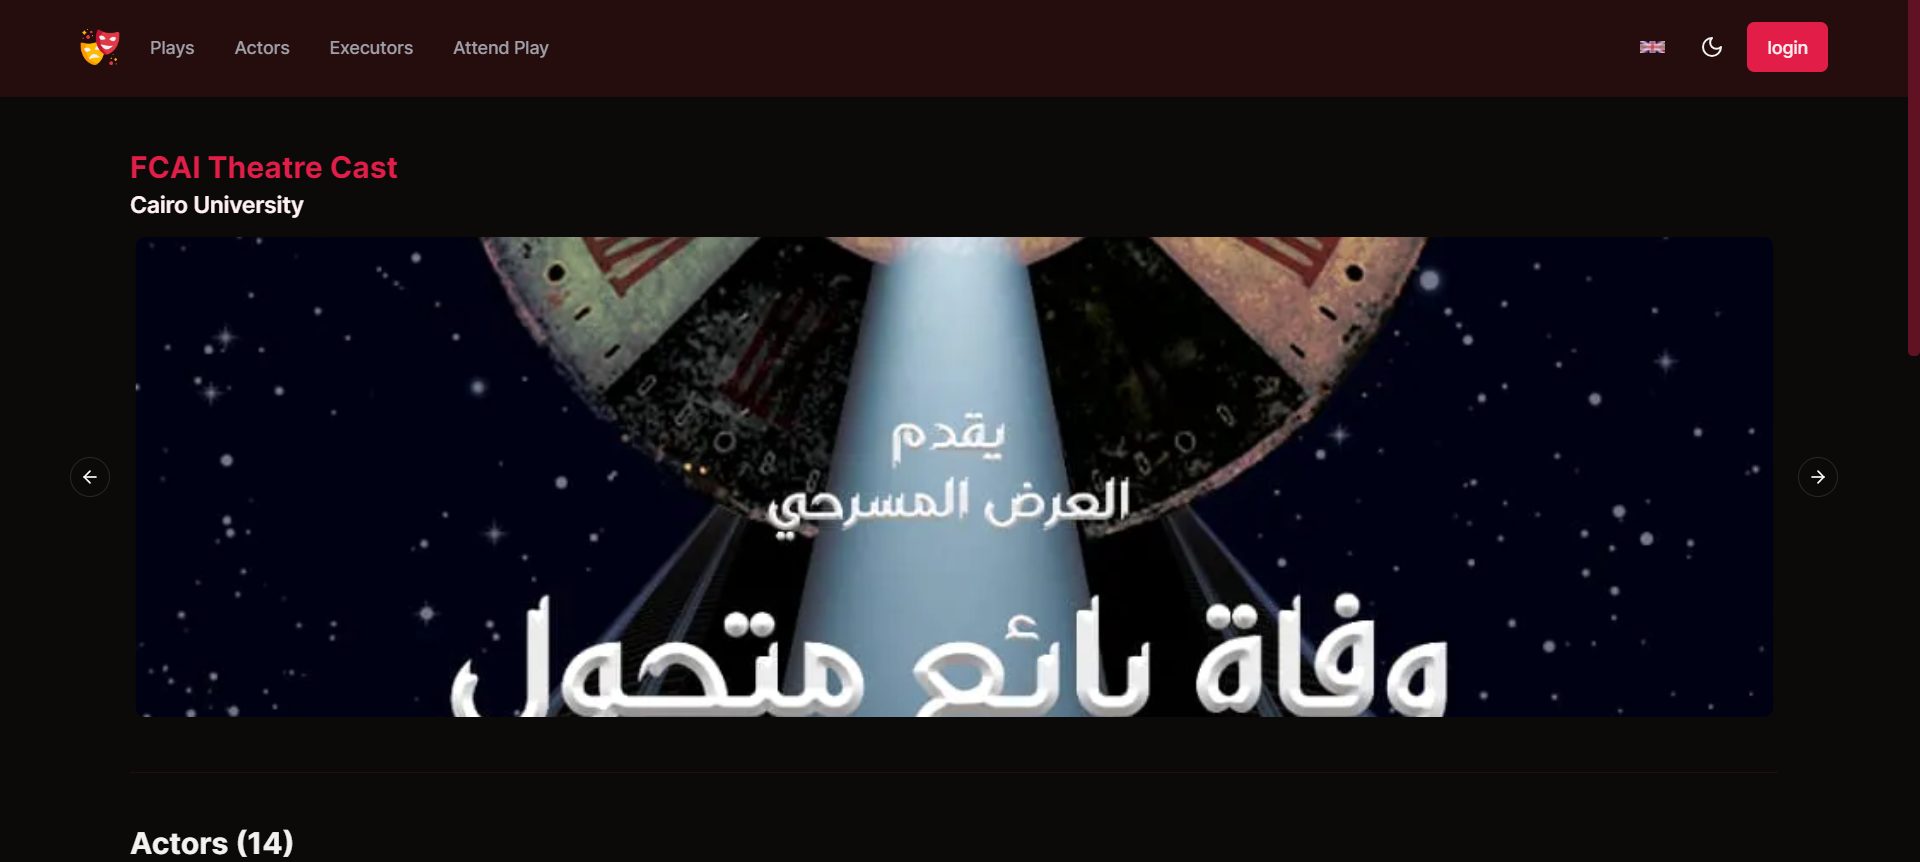 Plays Actors Executors Attend Play login
FCAI Theatre Cast
Cairo University
يقدم
العرض المسرحي
وفاة بائع متجول
Actors (14)